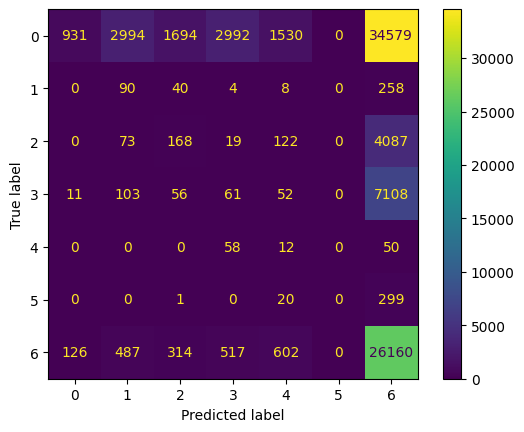 0 931 2994 1694 2992 1530 0 34579
1 0 90 40 4 8 0 258
2 0 73 168 19 122 0 4087
3 11 103 56 61 52 0 7108
4 0 0 0 58 12 0 50
5 0 0 1 0 20 0 299
6 126 487 314 517 602 0 26160
0 1 2 3 4 5 6
Predicted label
True label
30000
25000
20000
15000
10000
5000
0